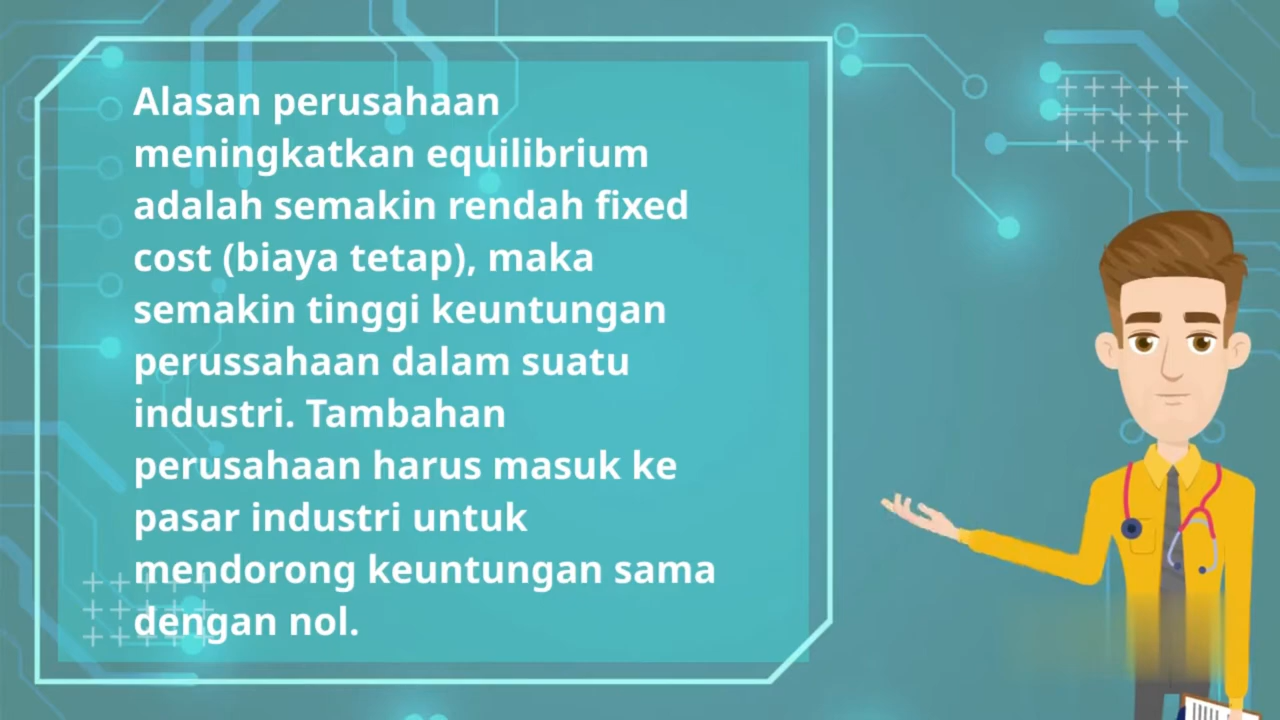 Alasan perusahaan
meningkatkan equilibrium
adalah semakin rendah fixed
cost (biaya tetap), maka
semakin tinggi keuntungan
perussahaan dalam suatu
industri. Tambahan
perusahaan harus masuk ke
pasar industri untuk
mendorong keuntungan sama
dengan nol.